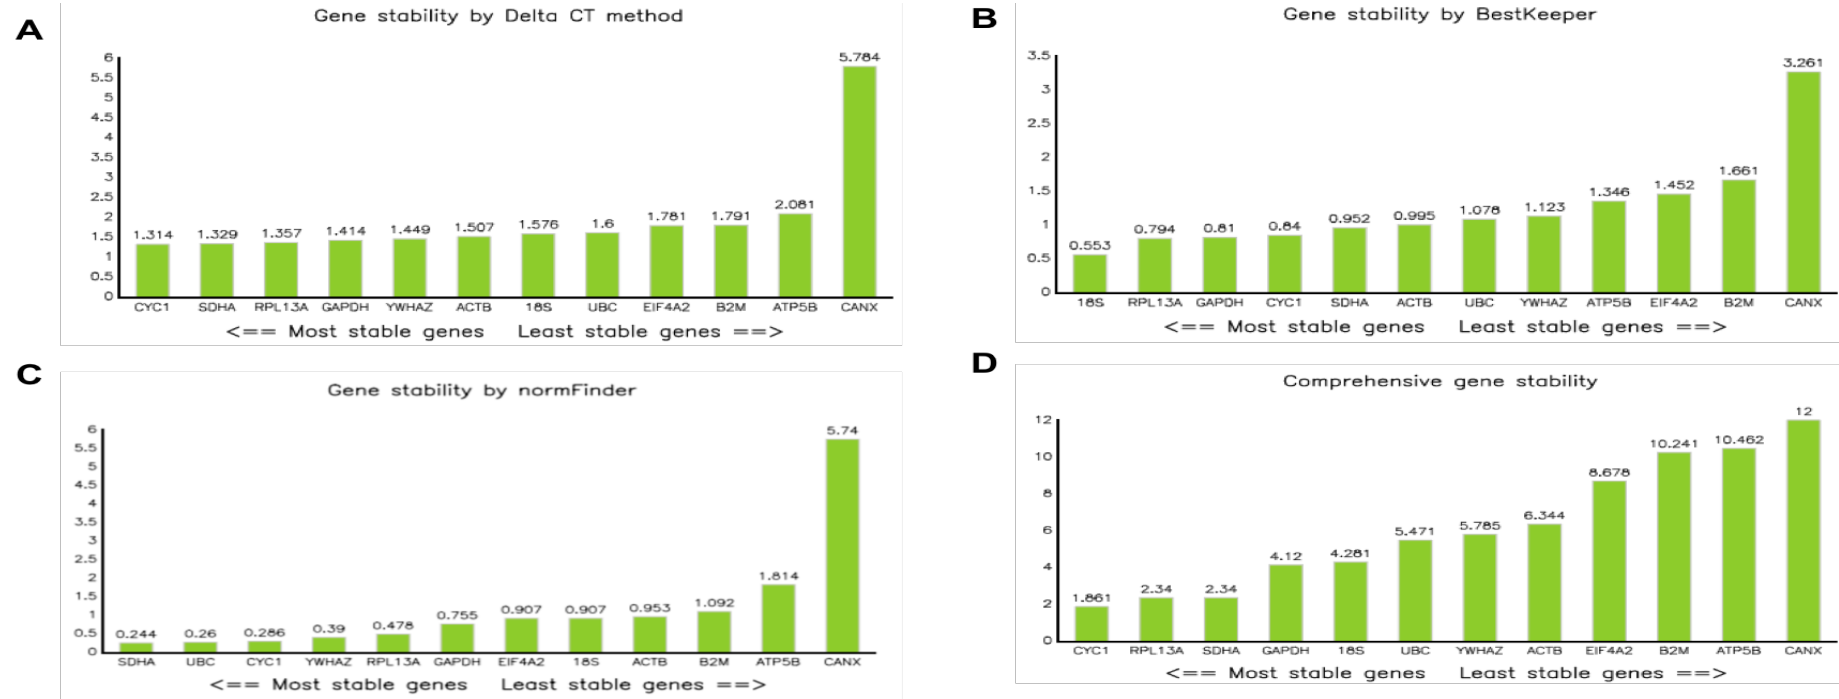 A
Gene stability by Delta CT method
6
5.5
5
4.5
4
3.5
3
2.5
2
1.5
1
0.5
0
1.314 1.329 1.357 1.414 1.449 1.507 1.576 1.6 1.781 1.791 2.081 5.784
CYC1 SDHA RPL13A GAPDH YWHAZ ACTB 18S UBC EIF4A2 B2M ATP5B CANX
<== Most stable genes Least stable genes ==>
B
Gene stability by BestKeeper
3.5
3
2.5
2
1.5
1
0.5
0
0.553 0.794 0.81 0.84 0.952 0.995 1.078 1.123 1.346 1.452 1.661 3.261
18S RPL13A GAPDH CYC1 SDHA ACTB UBC YWHAZ ATP5B EIF4A2 B2M CANX
<== Most stable genes Least stable genes ==>
C
Gene stability by normFinder
6
5.5
5
4.5
4
3.5
3
2.5
2
1.5
1
0.5
0
0.244 0.26 0.286 0.39 0.478 0.755 0.907 0.907 0.953 1.092 1.814 5.74
SDHA UBC CYC1 YWHAZ RPL13A GAPDH EIF4A2 18S ACTB B2M ATP5B CANX
<== Most stable genes Least stable genes ==>
D
Comprehensive gene stability
12
10
8
6
4
2
0
1.861 2.34 2.34 4.12 4.281 5.471 5.785 6.344 8.678 10.241 10.462 12
CYC1 RPL13A SDHA GAPDH 18S UBC YWHAZ ACTB EIF4A2 B2M ATP5B CANX
<== Most stable genes Least stable genes ==>